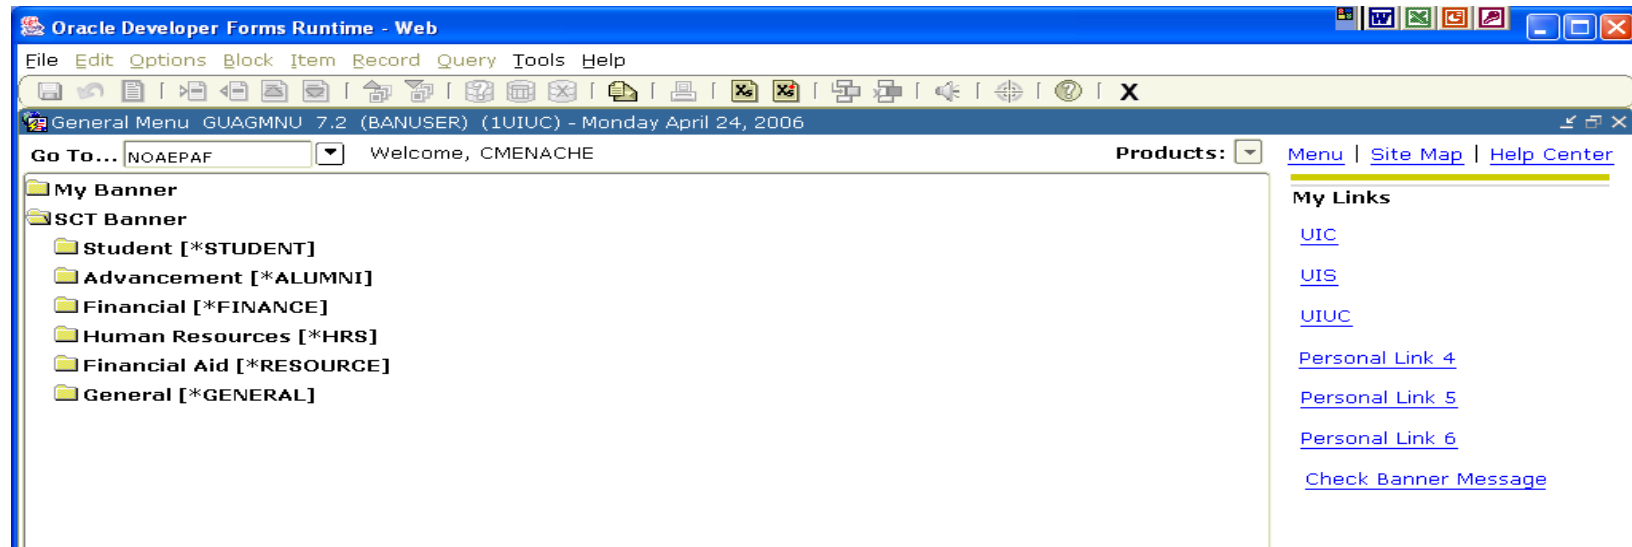 Oracle Developer Forms Runtime - Web
File Edit Options Block Item Record Query Tools Help
General Menu GUAGMNU 7.2 (BANUSER) (1UIUC) - Monday April 24, 2006
Go To... NOAEPAF Welcome, CMENACHE Products: Menu | Site Map | Help Center
My Banner
SCT Banner
Student [*STUDENT]
Advancement [*ALUMNI]
Financial [*FINANCE]
Human Resources [*HRS]
Financial Aid [*RESOURCE]
General [*GENERAL]
My Links
UIC
UIS
UIUC
Personal Link 4
Personal Link 5
Personal Link 6
Check Banner Message